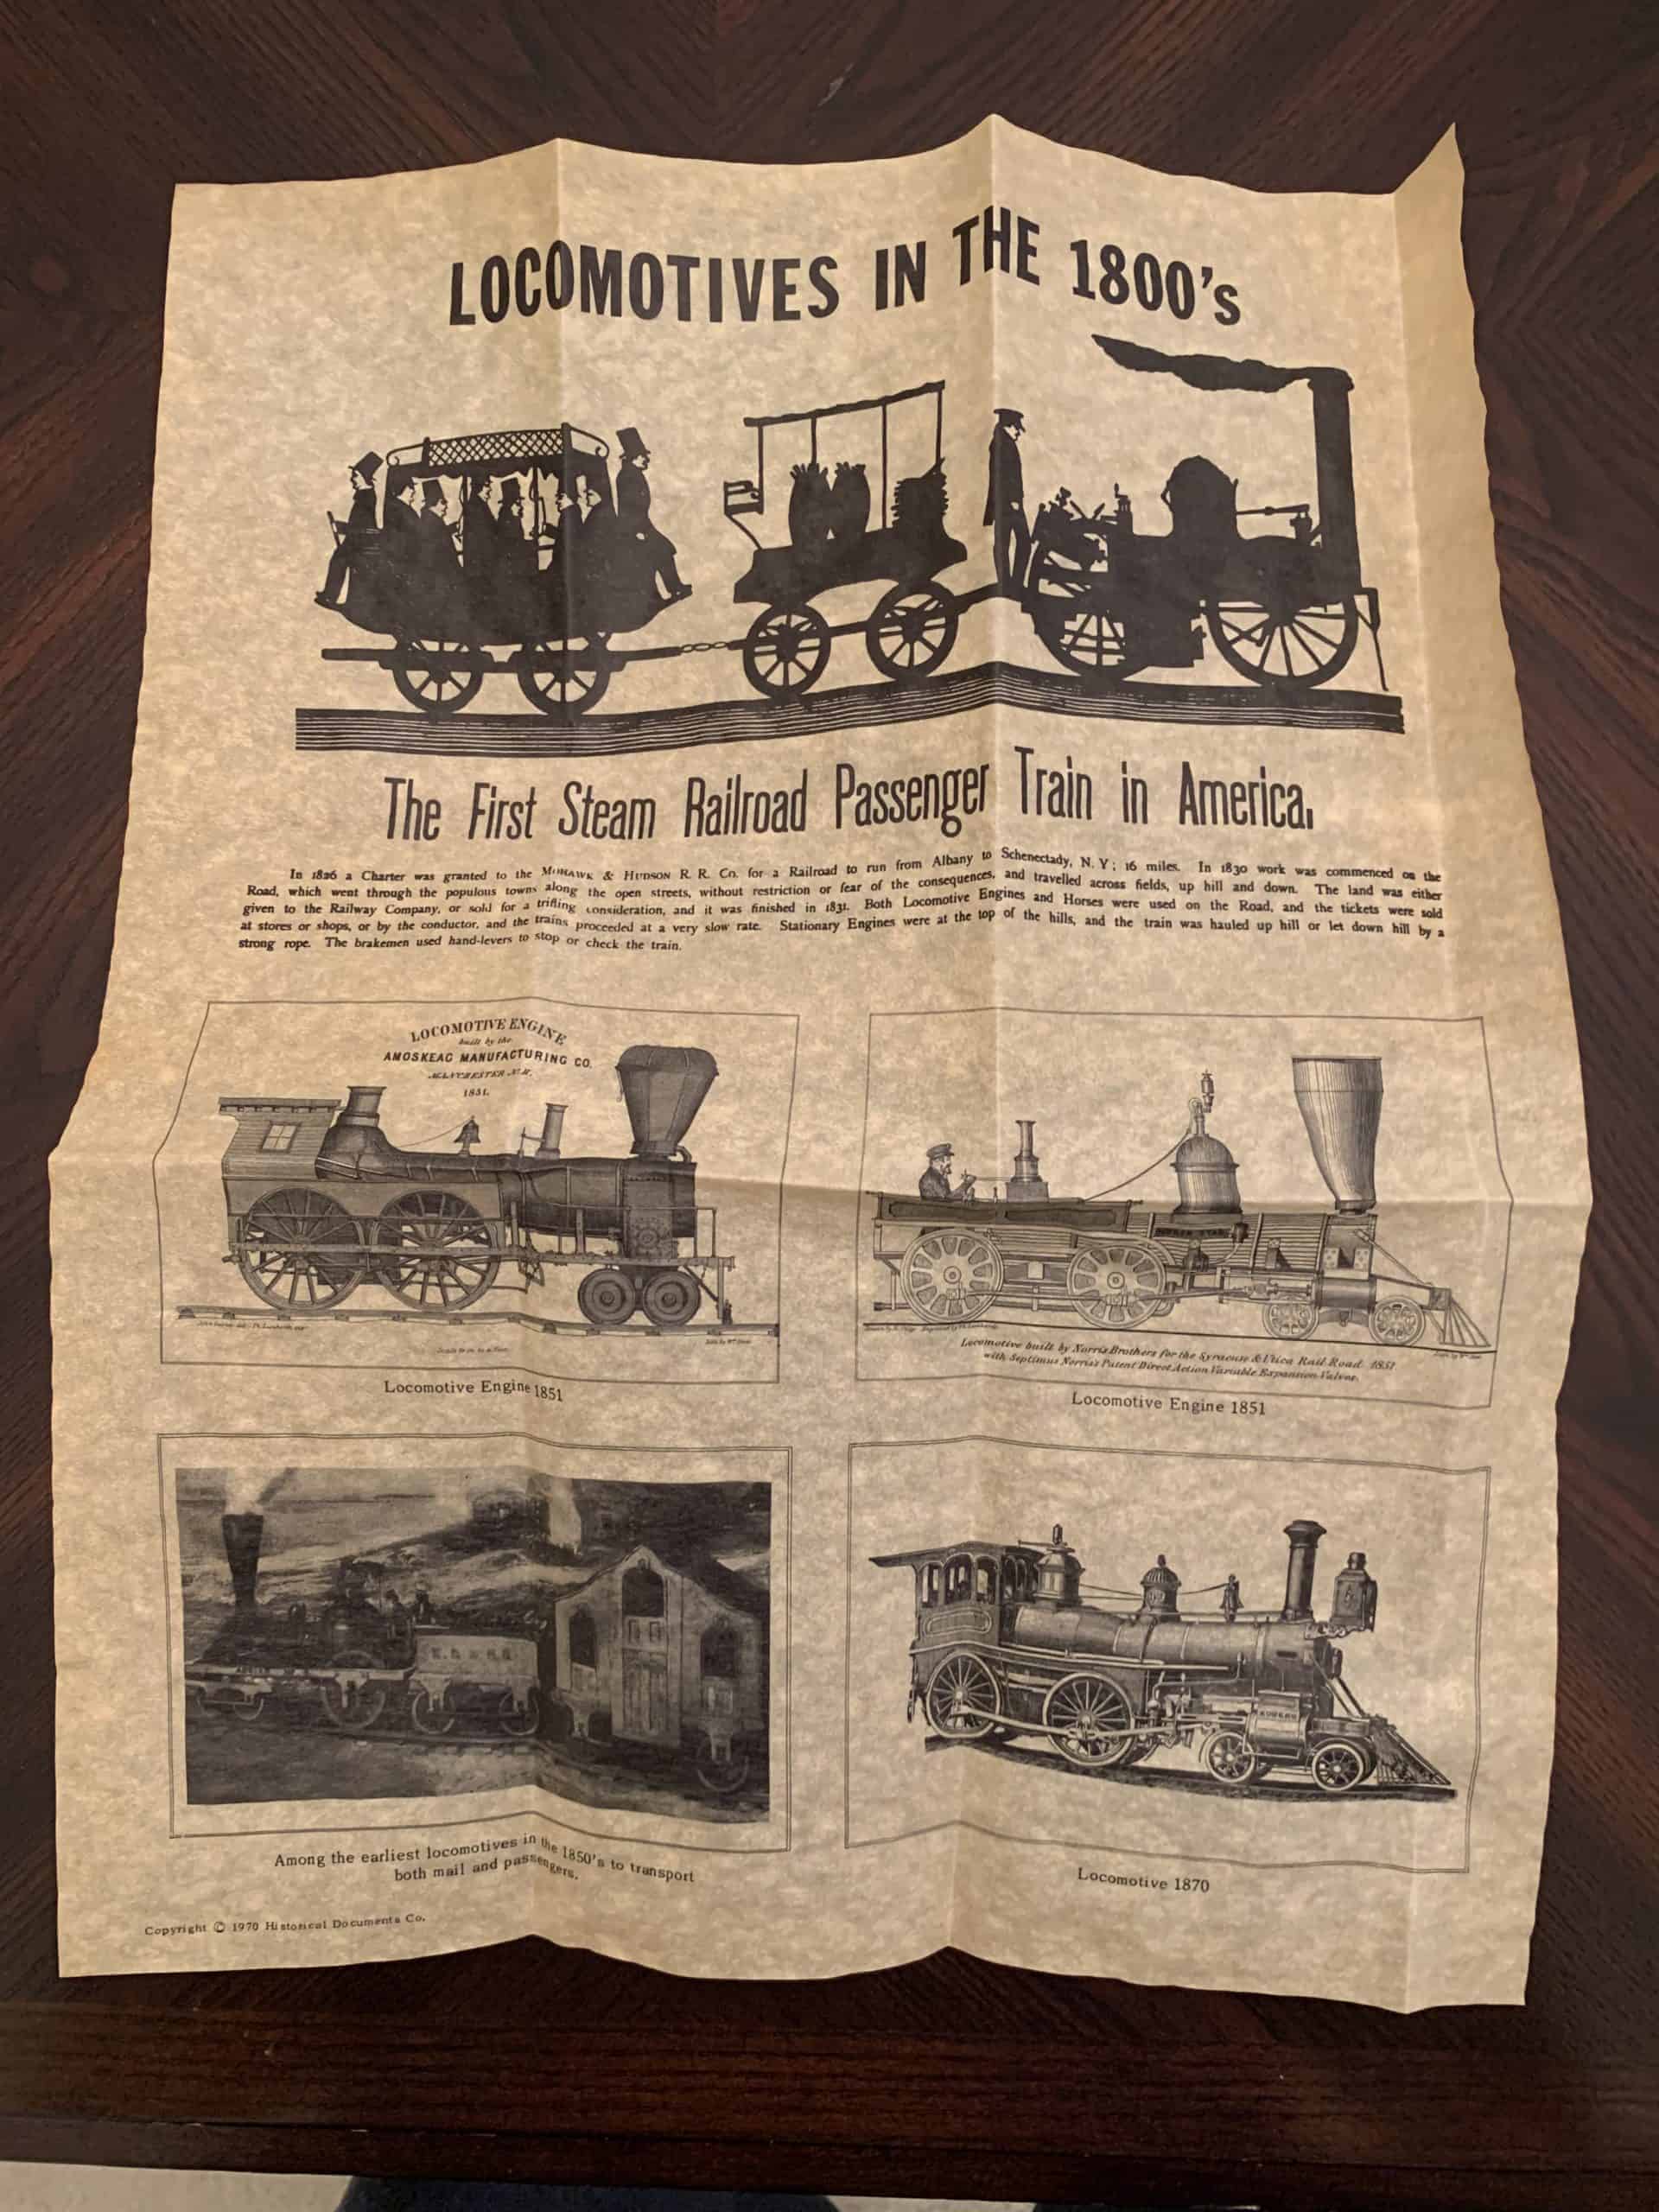 LOCOMOTIVES IN THE 1800's
The First Steam Railroad Passenger Train in America.
In 1826 a Charter was granted to the MOHAWK & HUDSON R. R. Co. for a Railroad to run from Albany to Schenectady, N. Y; 16 miles. In 1830 work was commenced on the
Road, which went through the populous towns along the open streets, without restriction or fear of the consequences, and travelled across fields, up hill and down. The land was either
given to the Railway Company, or sold for a trifling consideration, and it was finished in 1831. Both Locomotive Engines and Horses were used on the Road, and the tickets were sold
at stores or shops, or by the conductor, and the trains proceeded at a very slow rate. Stationary Engines were at the top of the hills, and the train was hauled up hill or let down hill by a
strong rope. The brakemen used hand-levers to stop or check the train.
LOCOMOTIVE ENGINE
built by the
AMOSKEAG MANUFACTURING CO.
MANCHESTER N.H.
1851.
Locomotive Engine 1851
Locomotive built by Norris Brothers for the Syracuse & Utica Rail Road 1851
with Septimus Norris's Patent Direct Action Variable Expansion Valves.
Locomotive Engine 1851
Among the earliest locomotives in the 1850's to transport
both mail and passengers.
Locomotive 1870
Copyright © 1970 Historical Documents Co.